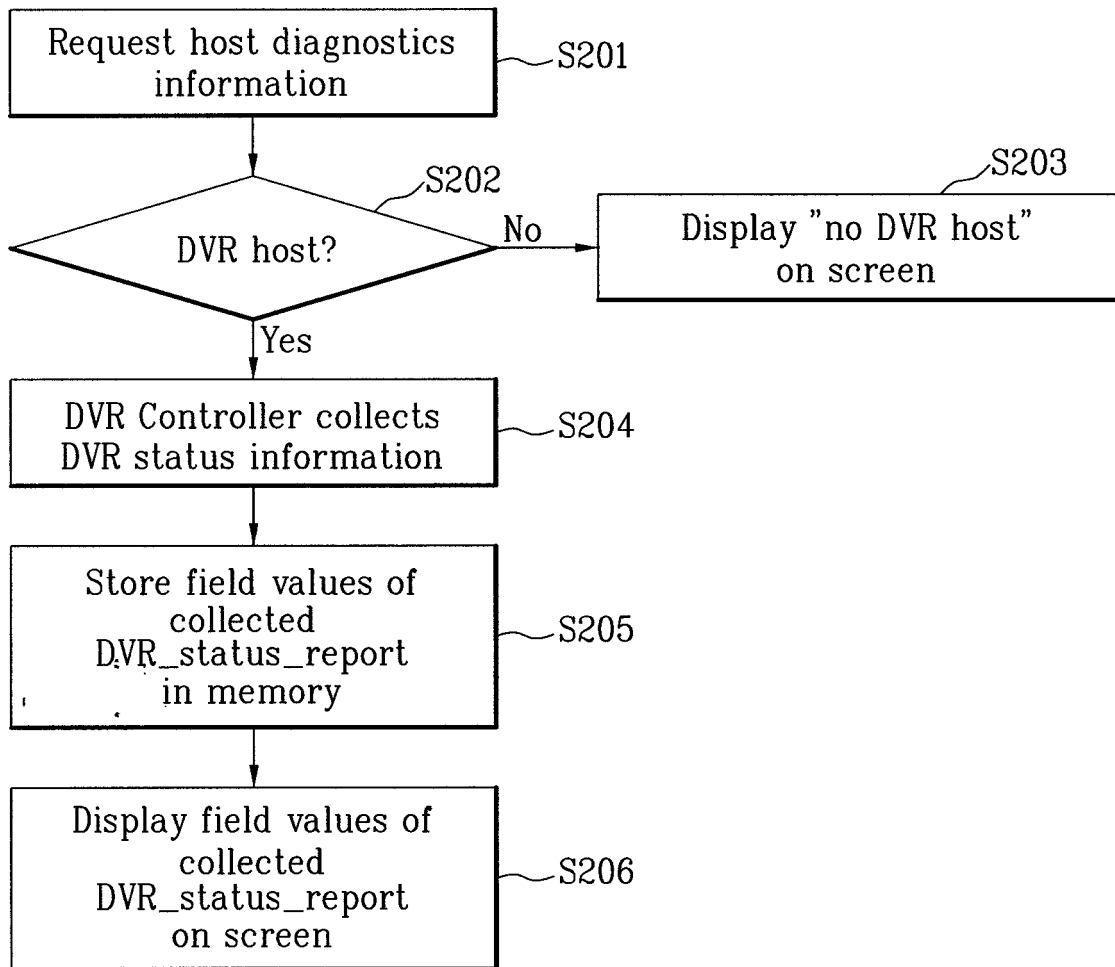 Request host diagnostics
information
S201
S202
DVR host?
No
S203
Display "no DVR host"
on screen
Yes
DVR Controller collects
DVR status information
S204
Store field values of
collected
DVR_status_report
in memory
S205
Display field values of
collected
DVR_status_report
on screen
S206